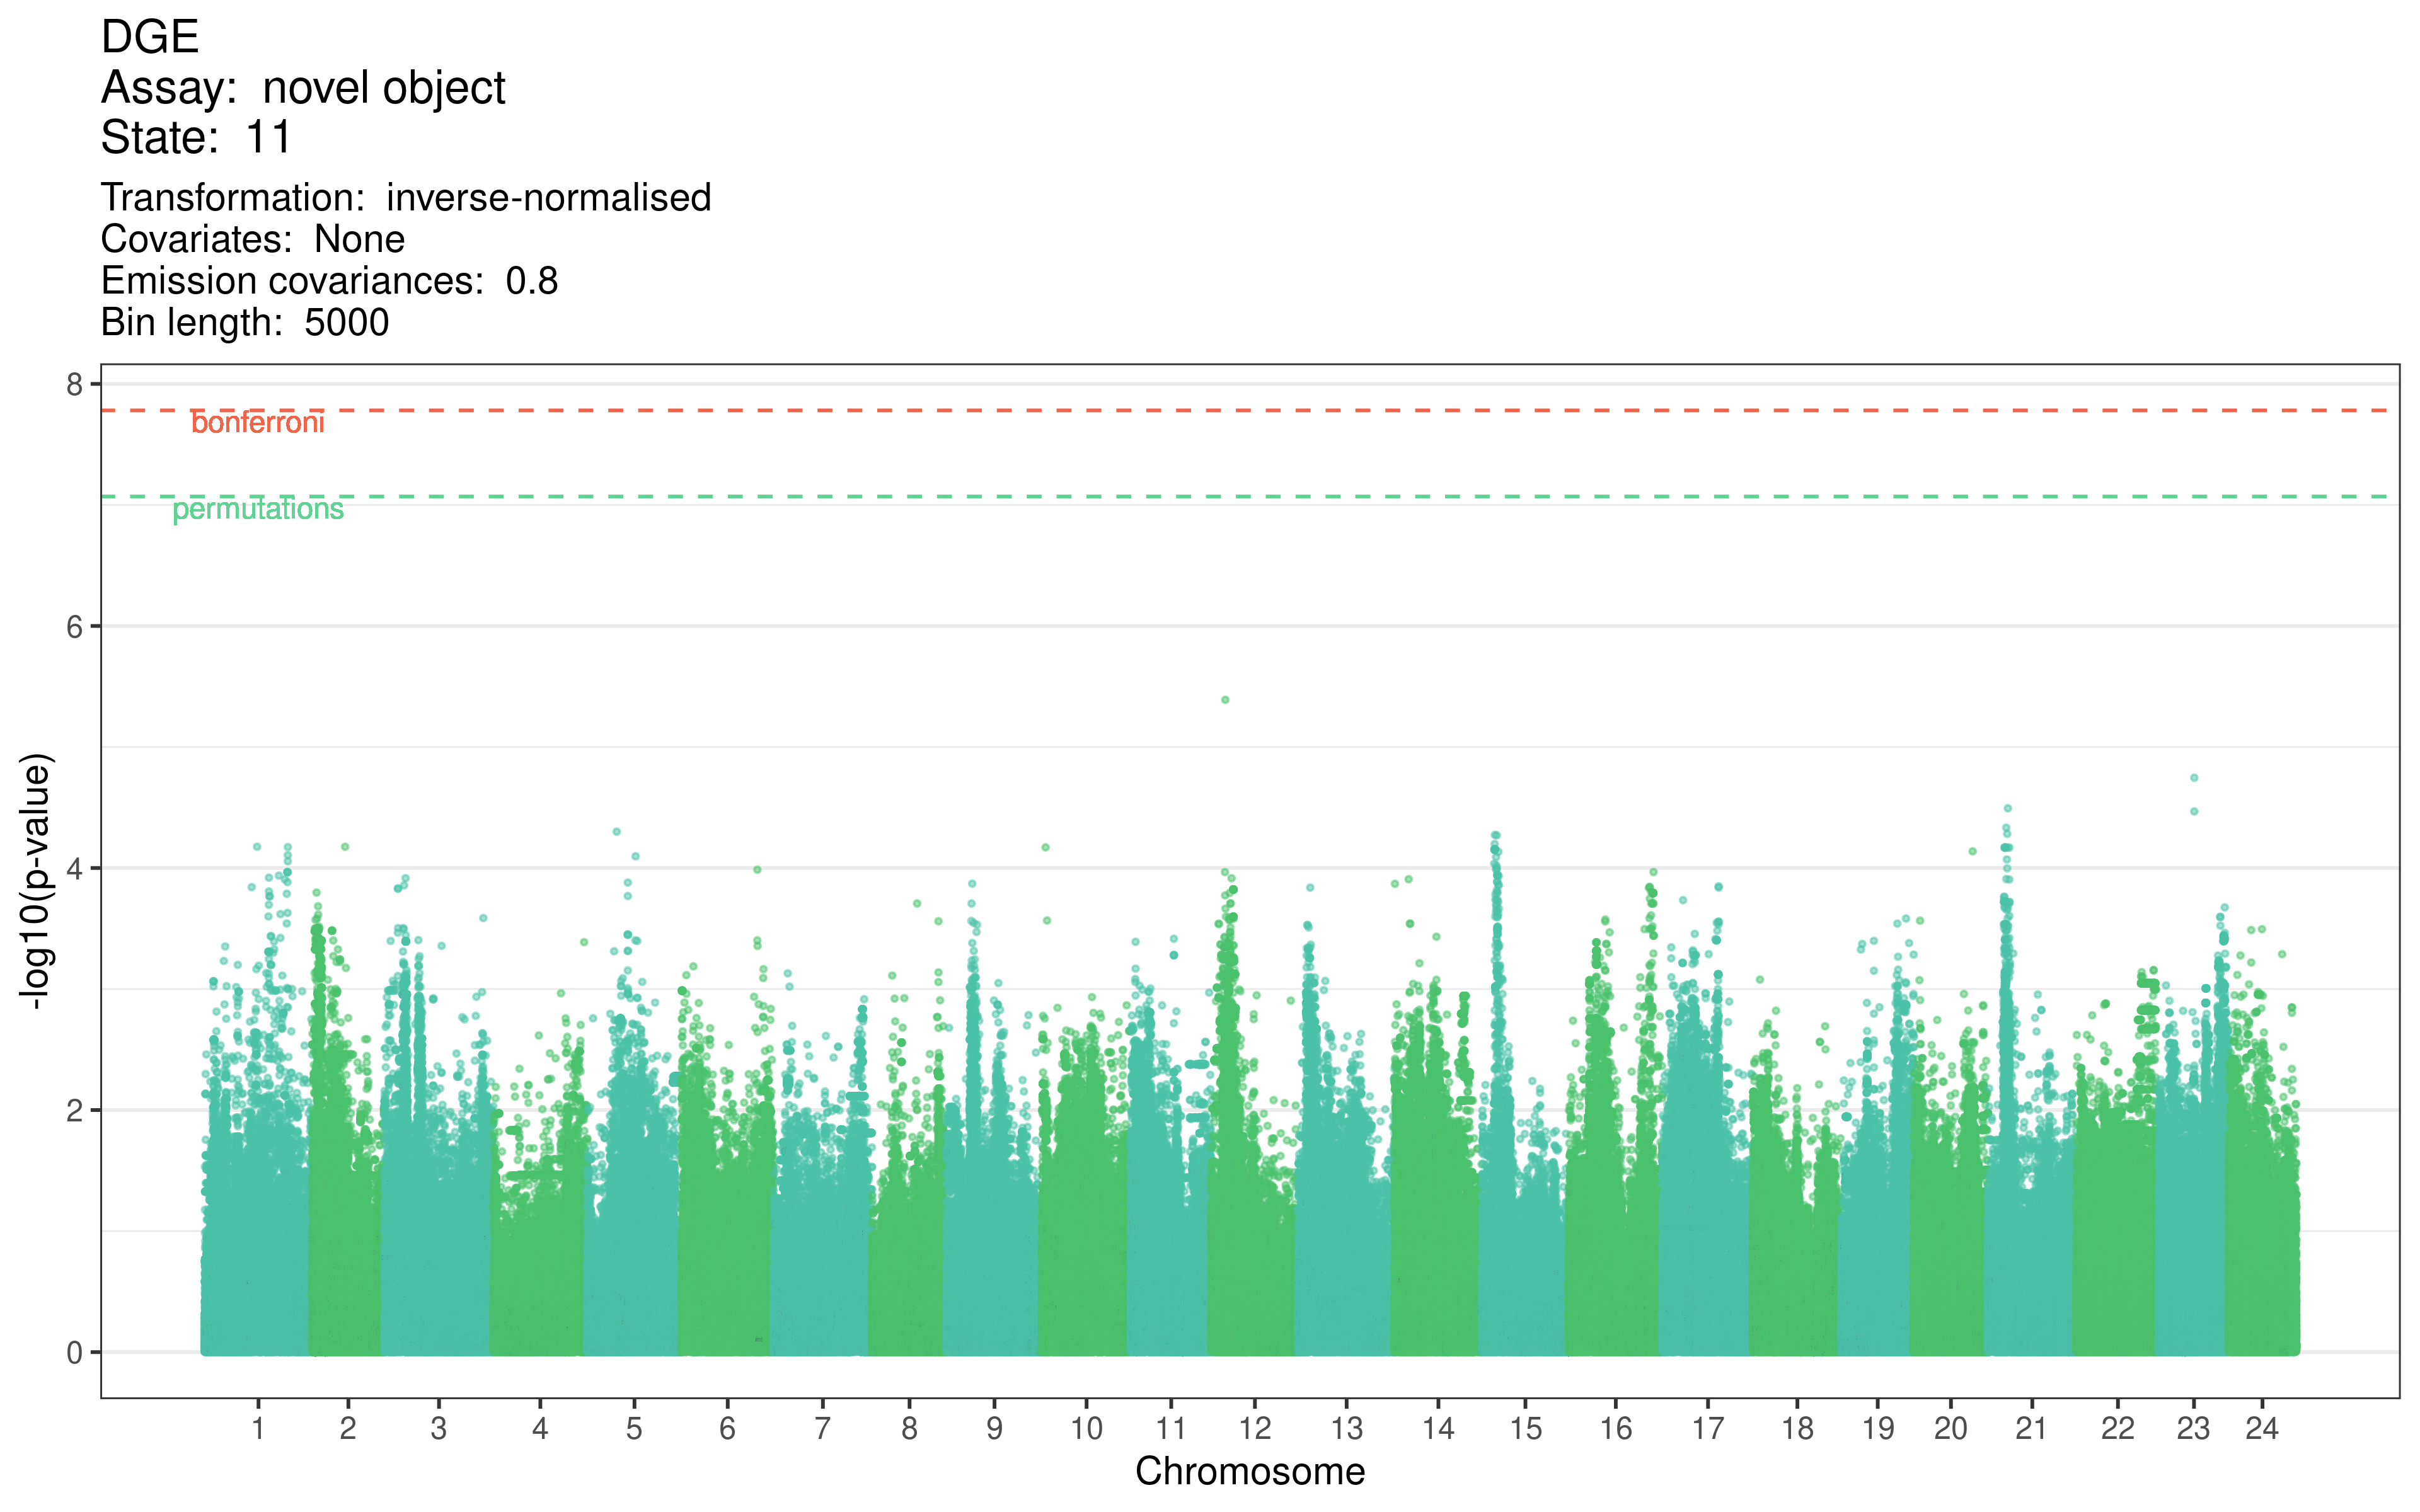 DGE
Assay: novel object
State: 11
Transformation: inverse-normalised
Covariates: None
Emission covariances: 0.8
Bin length: 5000
8
bonferroni
permutations
6
4
2
0
-log10(p-value)
1 2 3 4 5 6 7 8 9 10 11 12 13 14 15 16 17 18 19 20 21 22 23 24
Chromosome